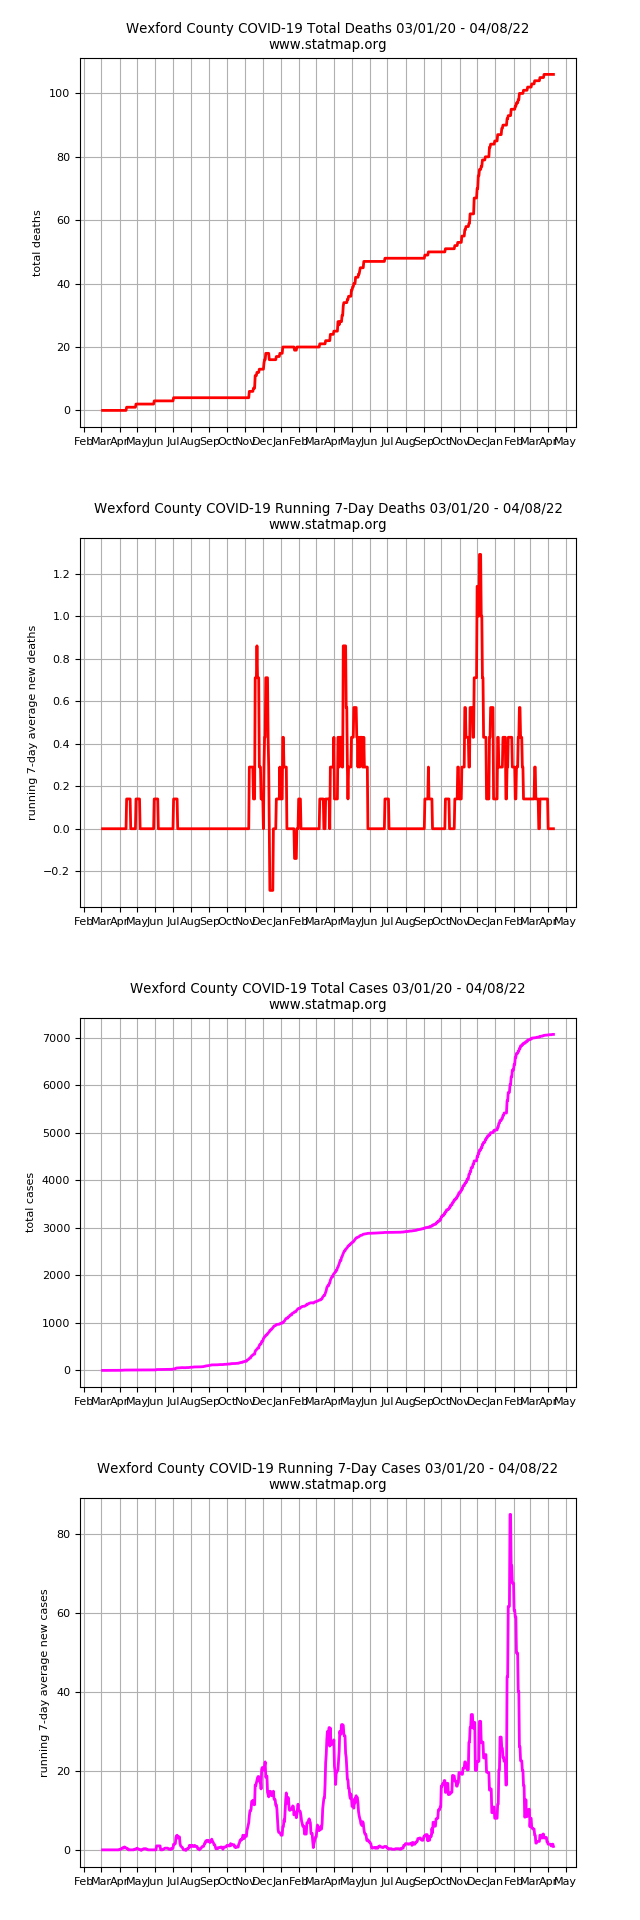 Wexford County COVID-19 Total Deaths 03/01/20 - 04/08/22
www.statmap.org
100
80
60
40
20
0
total deaths
Feb Mar Apr May Jun Jul Aug Sep Oct Nov Dec Jan Feb Mar Apr May Jun Jul Aug Sep Oct Nov Dec Jan Feb Mar Apr May
Wexford County COVID-19 Running 7-Day Deaths 03/01/20 - 04/08/22
www.statmap.org
1.2
1.0
0.8
0.6
0.4
0.2
0.0
−0.2
running 7-day average new deaths
Feb Mar Apr May Jun Jul Aug Sep Oct Nov Dec Jan Feb Mar Apr May Jun Jul Aug Sep Oct Nov Dec Jan Feb Mar Apr May
Wexford County COVID-19 Total Cases 03/01/20 - 04/08/22
www.statmap.org
7000
6000
5000
4000
3000
2000
1000
0
total cases
Feb Mar Apr May Jun Jul Aug Sep Oct Nov Dec Jan Feb Mar Apr May Jun Jul Aug Sep Oct Nov Dec Jan Feb Mar Apr May
Wexford County COVID-19 Running 7-Day Cases 03/01/20 - 04/08/22
www.statmap.org
80
60
40
20
0
running 7-day average new cases
Feb Mar Apr May Jun Jul Aug Sep Oct Nov Dec Jan Feb Mar Apr May Jun Jul Aug Sep Oct Nov Dec Jan Feb Mar Apr May